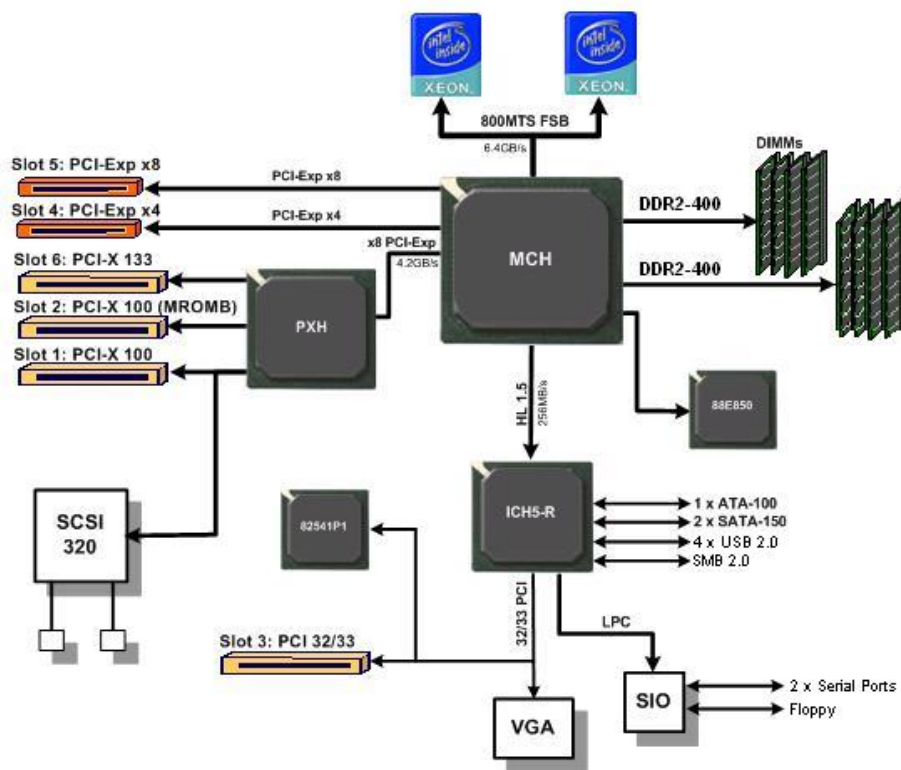 intel inside
XEON
intel inside
XEON
800MTS FSB
6.4GB/s
DIMMs
Slot 5: PCI-Exp x8
PCI-Exp x8
Slot 4: PCI-Exp x4
PCI-Exp x4
DDR2-400
x8 PCI-Exp
4.2GB/s
MCH
Slot 6: PCI-X 133
DDR2-400
Slot 2: PCI-X 100 (MROMB)
PXH
Slot 1: PCI-X 100
HL 1.5
256MB/s
88E850
SCSI
320
82541P1
ICH5-R
1 x ATA-100
2 x SATA-150
4 x USB 2.0
SMB 2.0
32/33 PCI
LPC
Slot 3: PCI 32/33
SIO
2 x Serial Ports
Floppy
VGA